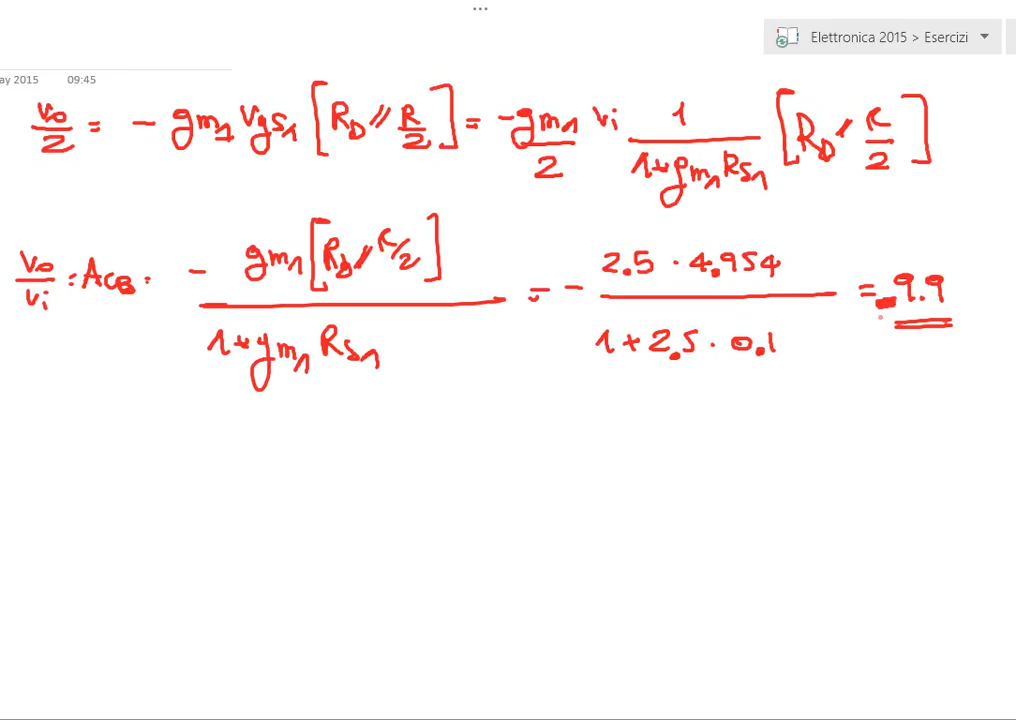 ...
Elettronica 2015 > Esercizi
ay 2015 09:45
vo/2 = - gm1 vgs1 [RD // R/2] = -gm1/2 vi 1/(1+gm1 RS1) [RD // R/2]
vo/vi = ACB = - gm1 [RD // R/2] / (1+gm1 RS1) = - 2.5 · 4.954 / (1 + 2.5 · 0.1) = -9.9